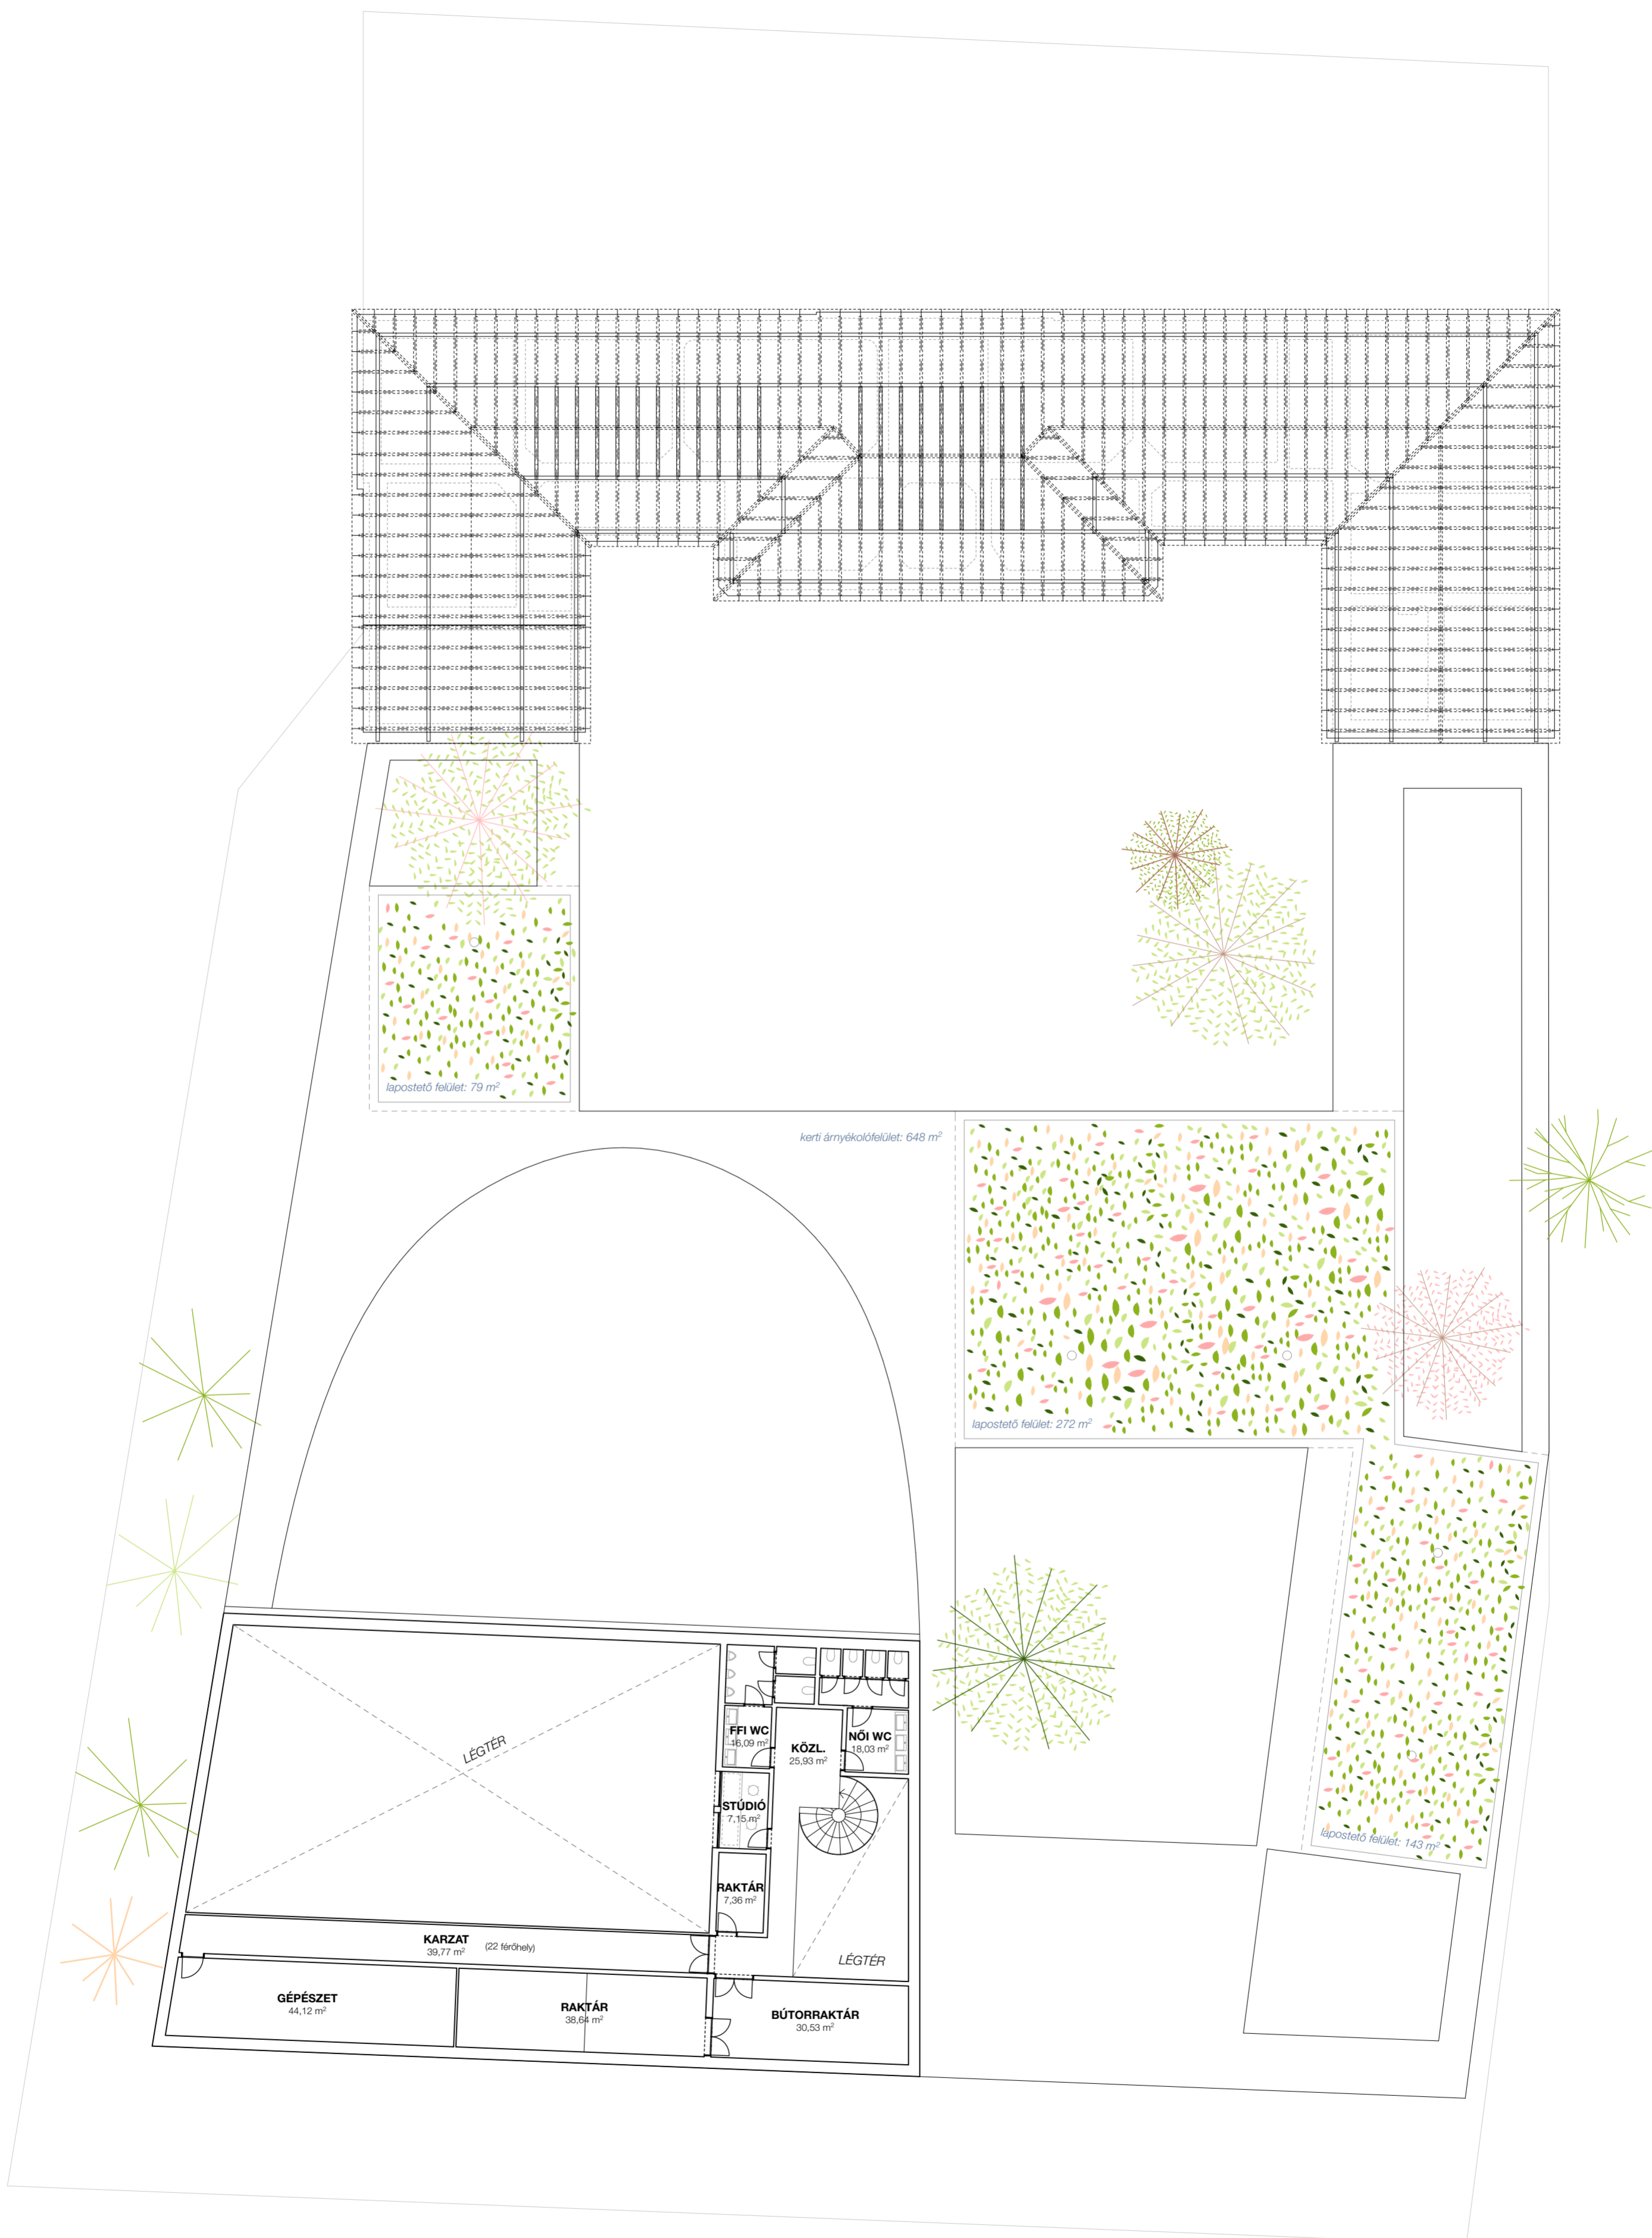 lapostető felület: 79 m²
kerti árnyékolófelület: 648 m²
lapostető felület: 272 m²
LÉGTÉR
FFI WC
16,09 m²
KÖZL.
25,93 m²
NŐI WC
18,03 m²
STÚDIÓ
7,15 m²
lapostető felület: 143 m²
RAKTÁR
7,36 m²
KARZAT (22 férőhely)
39,77 m²
LÉGTÉR
GÉPÉSZET
44,12 m²
RAKTÁR
38,64 m²
BÚTORRAKTÁR
30,53 m²